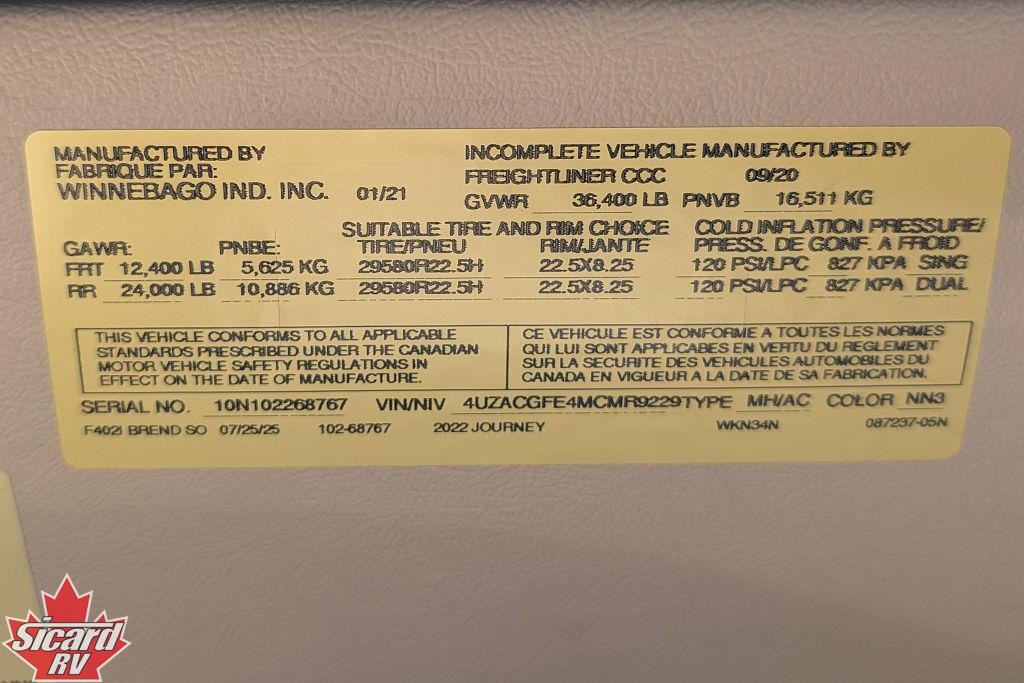 MANUFACTURED BY
FABRIQUE PAR:
WINNEBAGO IND. INC. 01/21
INCOMPLETE VEHICLE MANUFACTURED BY
FREIGHTLINER CCC 09/20
GVWR 36,400 LB PNVB 16,511 KG
SUITABLE TIRE AND RIM CHOICE COLD INFLATION PRESSURE/
GAWR: PNBE: TIRE/PNEU RIM/JANTE PRESS. DE GONF. A FROID
FRT 12,400 LB 5,625 KG 29580R22.5H 22.5X8.25 120 PSI/LPC 827 KPA SING
RR 24,000 LB 10,886 KG 29580R22.5H 22.5X8.25 120 PSI/LPC 827 KPA DUAL
THIS VEHICLE CONFORMS TO ALL APPLICABLE
STANDARDS PRESCRIBED UNDER THE CANADIAN
MOTOR VEHICLE SAFETY REGULATIONS IN
EFFECT ON THE DATE OF MANUFACTURE.
CE VEHICULE EST CONFORME A TOUTES LES NORMES
QUI LUI SONT APPLICABLES EN VERTU DU REGLEMENT
SUR LA SECURITE DES VEHICULES AUTOMOBILES DU
CANADA EN VIGUEUR A LA DATE DE SA FABRICATION.
SERIE NO. 10N102268767 VIN/NIV 4UZACGFE4MCMR9229 TYPE MH/AC COLOR NN3
F402I BREND SO 07/25/25 102-68767 2022 JOURNEY WKN34N 087237-05N
Sicard
RV